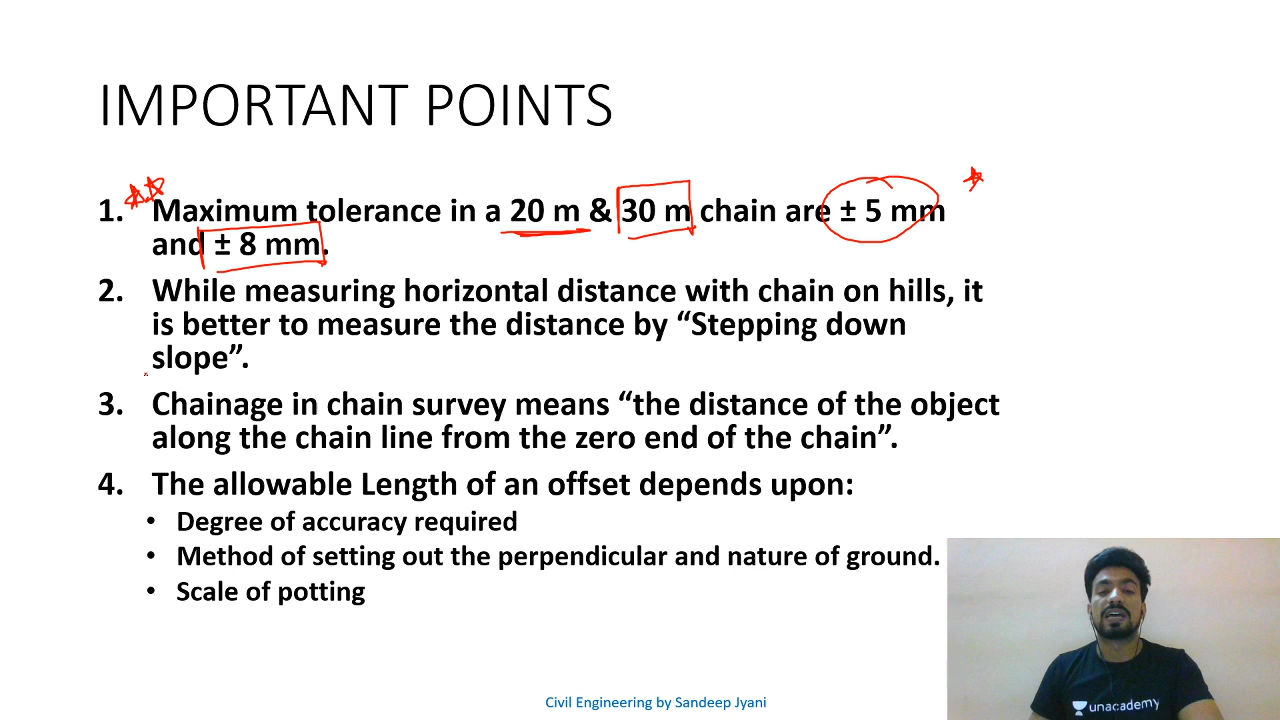 IMPORTANT POINTS
1. Maximum tolerance in a 20 m & 30 m chain are ± 5 mm
and ± 8 mm.
2. While measuring horizontal distance with chain on hills, it
is better to measure the distance by “Stepping down
slope”.
3. Chainage in chain survey means “the distance of the object
along the chain line from the zero end of the chain”.
4. The allowable Length of an offset depends upon:
• Degree of accuracy required
• Method of setting out the perpendicular and nature of ground.
• Scale of potting
unacademy
Civil Engineering by Sandeep Jyani